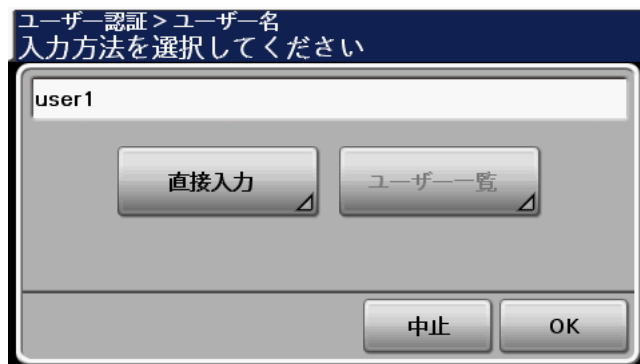 ユーザー認証 > ユーザー名
入力方法を選択してください
user1
直接入力
ユーザー一覧
中止
OK